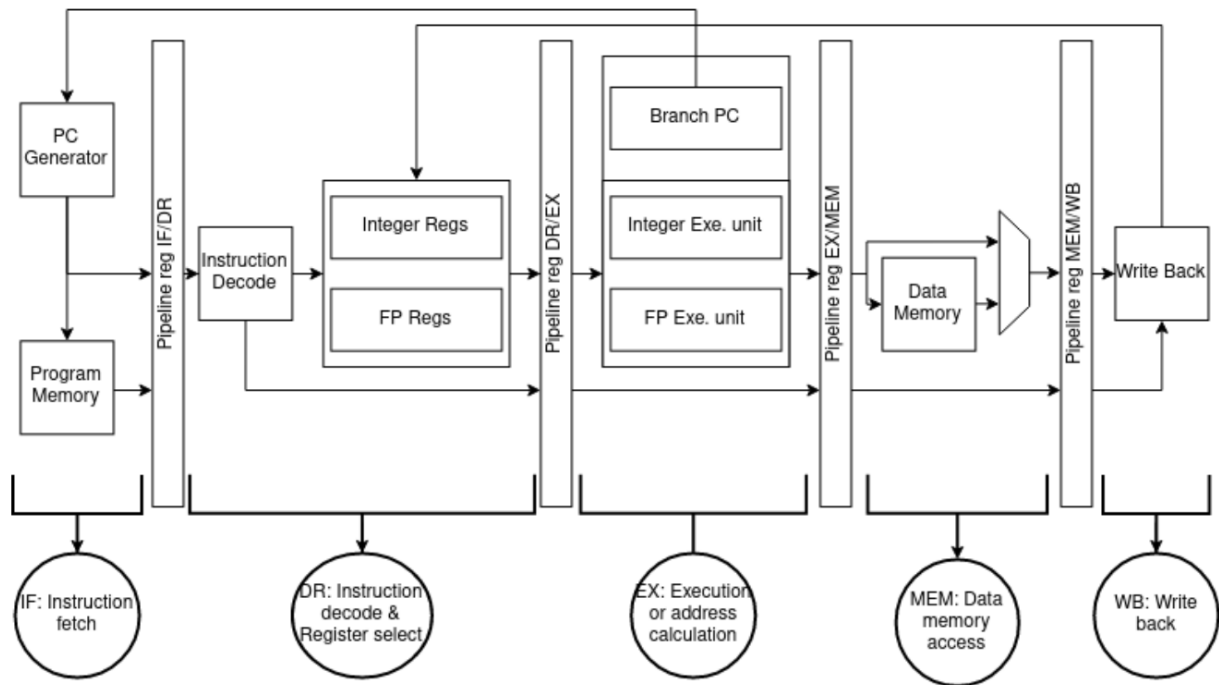 Branch PC
PC
Generator
Pipeline reg IF/DR
Integer Regs
Pipeline reg DR/EX
Integer Exe. unit
Pipeline reg EX/MEM
Pipeline reg MEM/WB
Instruction
Decode
Write Back
FP Regs
FP Exe. unit
Data
Memory
Program
Memory
IF: Instruction
fetch
DR: Instruction
decode &
Register select
EX: Execution
or address
calculation
MEM: Data
memory
access
WB: Write
back